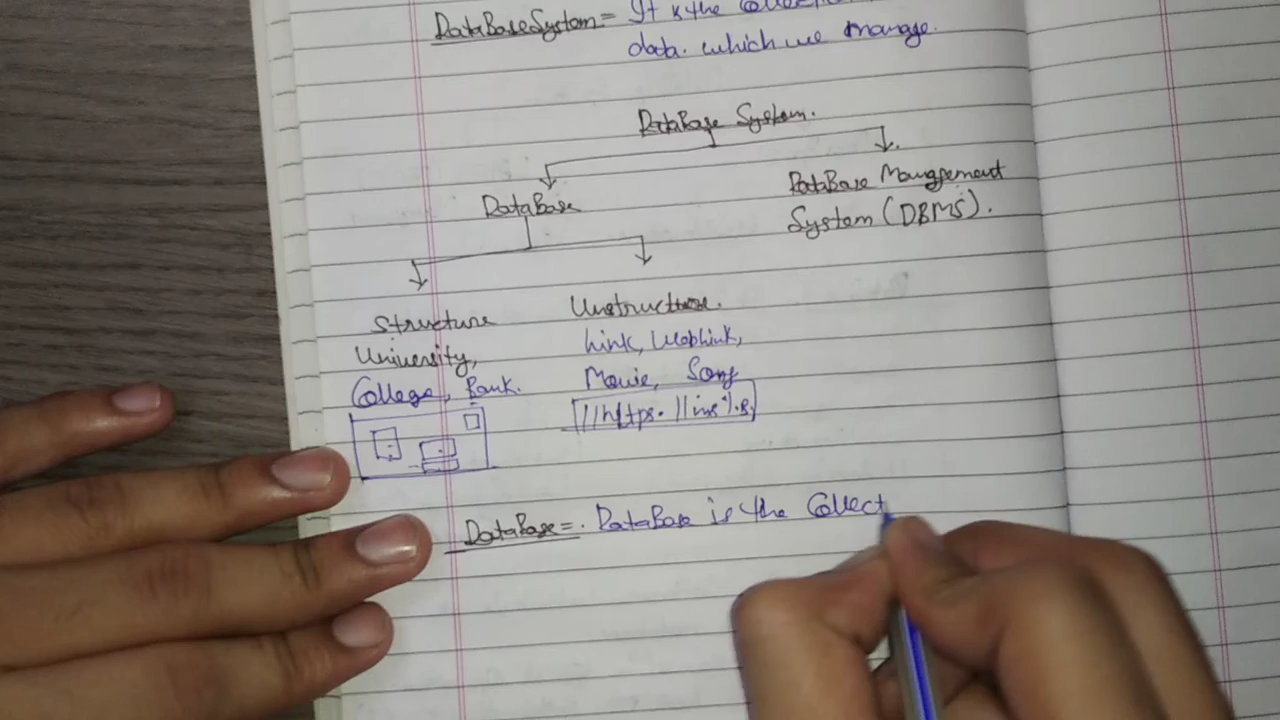 DataBaseSystem = It is the Collection
data. which we manage.
DataBase System.
DataBase
DataBase Management
System (DBMS).
Structure
Unstructure.
University,
Link, WebLink,
College, Bank.
Movie, Song
DataBase =. DataBase is the Collect